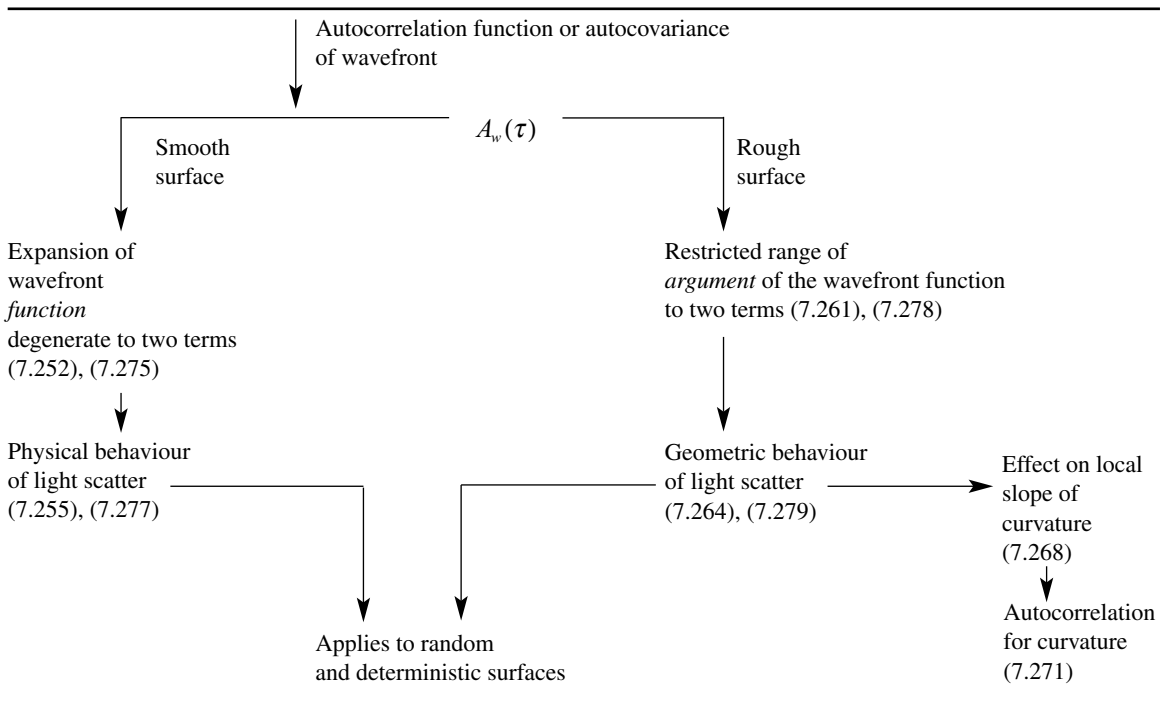 Autocorrelation function or autocovariance
of wavefront
A_w(τ)
Smooth
surface
Rough
surface
Expansion of
wavefront
function
degenerate to two terms
(7.252), (7.275)
Restricted range of
argument of the wavefront function
to two terms (7.261), (7.278)
Physical behaviour
of light scatter
(7.255), (7.277)
Geometric behaviour
of light scatter
(7.264), (7.279)
Effect on local
slope of
curvature
(7.268)
Autocorrelation
for curvature
(7.271)
Applies to random
and deterministic surfaces